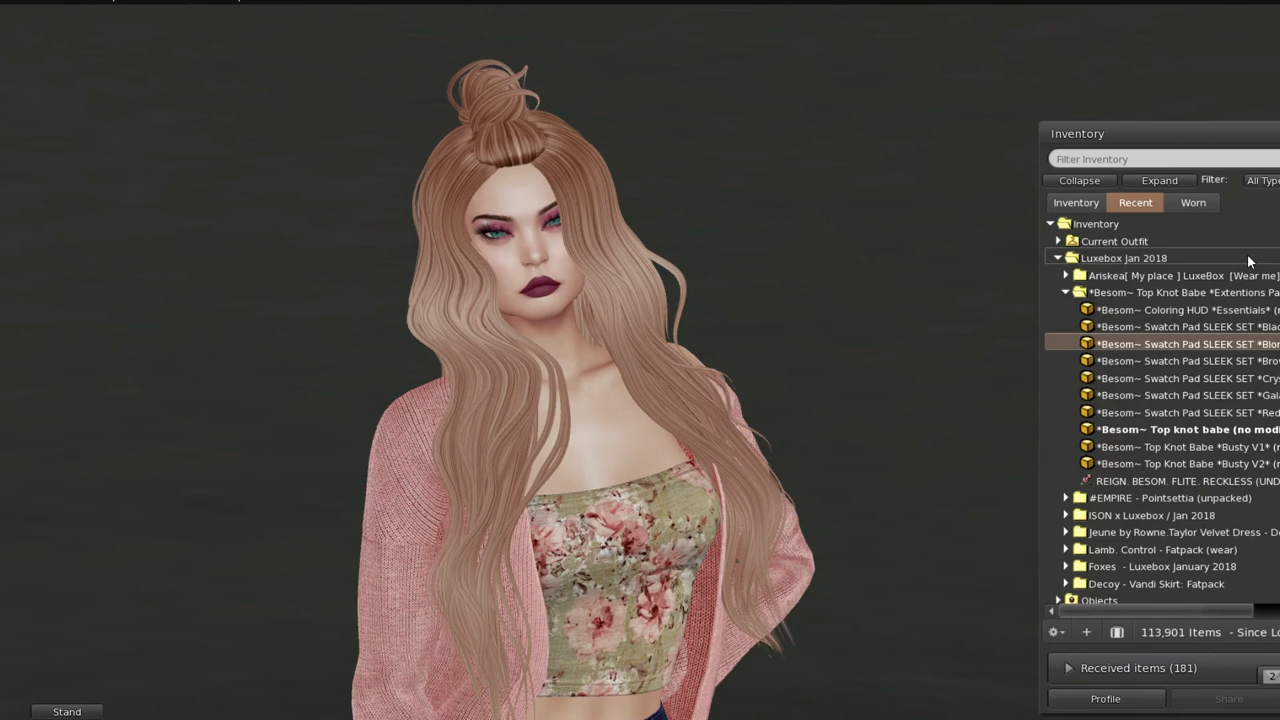 Inventory
Filter Inventory
Collapse Expand Filter: All Type
Inventory Recent Worn
Inventory
Current Outfit
Luxebox Jan 2018
Ariskea[ My place ] LuxeBox [Wear me]
*Besom~ Top Knot Babe *Extentions Pa
*Besom~ Coloring HUD *Essentials* (
*Besom~ Swatch Pad SLEEK SET *Blac
*Besom~ Swatch Pad SLEEK SET *Blon
*Besom~ Swatch Pad SLEEK SET *Brow
*Besom~ Swatch Pad SLEEK SET *Crys
*Besom~ Swatch Pad SLEEK SET *Gala
*Besom~ Swatch Pad SLEEK SET *Red
*Besom~ Top knot babe (no modi
*Besom~ Top Knot Babe *Busty V1* (
*Besom~ Top Knot Babe *Busty V2* (
REIGN. BESOM. FLITE. RECKLESS (UND
#EMPIRE - Pointsettia (unpacked)
ISON x Luxebox / Jan 2018
Jeune by Rowne Taylor Velvet Dress - D
Lamb. Control - Fatpack (wear)
Foxes - Luxebox January 2018
Decoy - Vandi Skirt: Fatpack
Objects
113,901 Items - Since Lo
Received items (181)
2
Profile Share
Stand